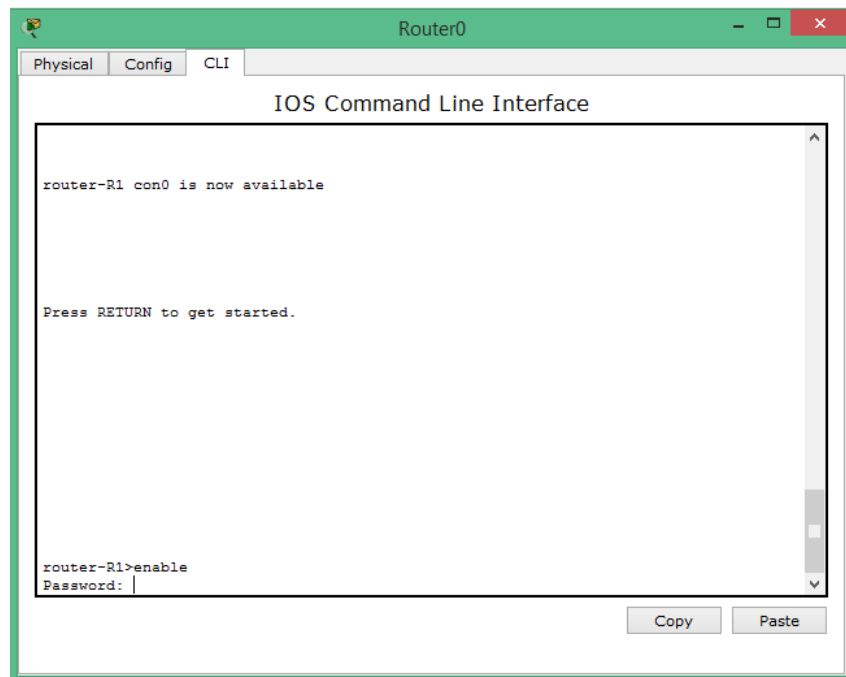 Router0
Physical Config CLI
IOS Command Line Interface
router-R1 con0 is now available
Press RETURN to get started.
router-R1>enable
Password:
Copy Paste